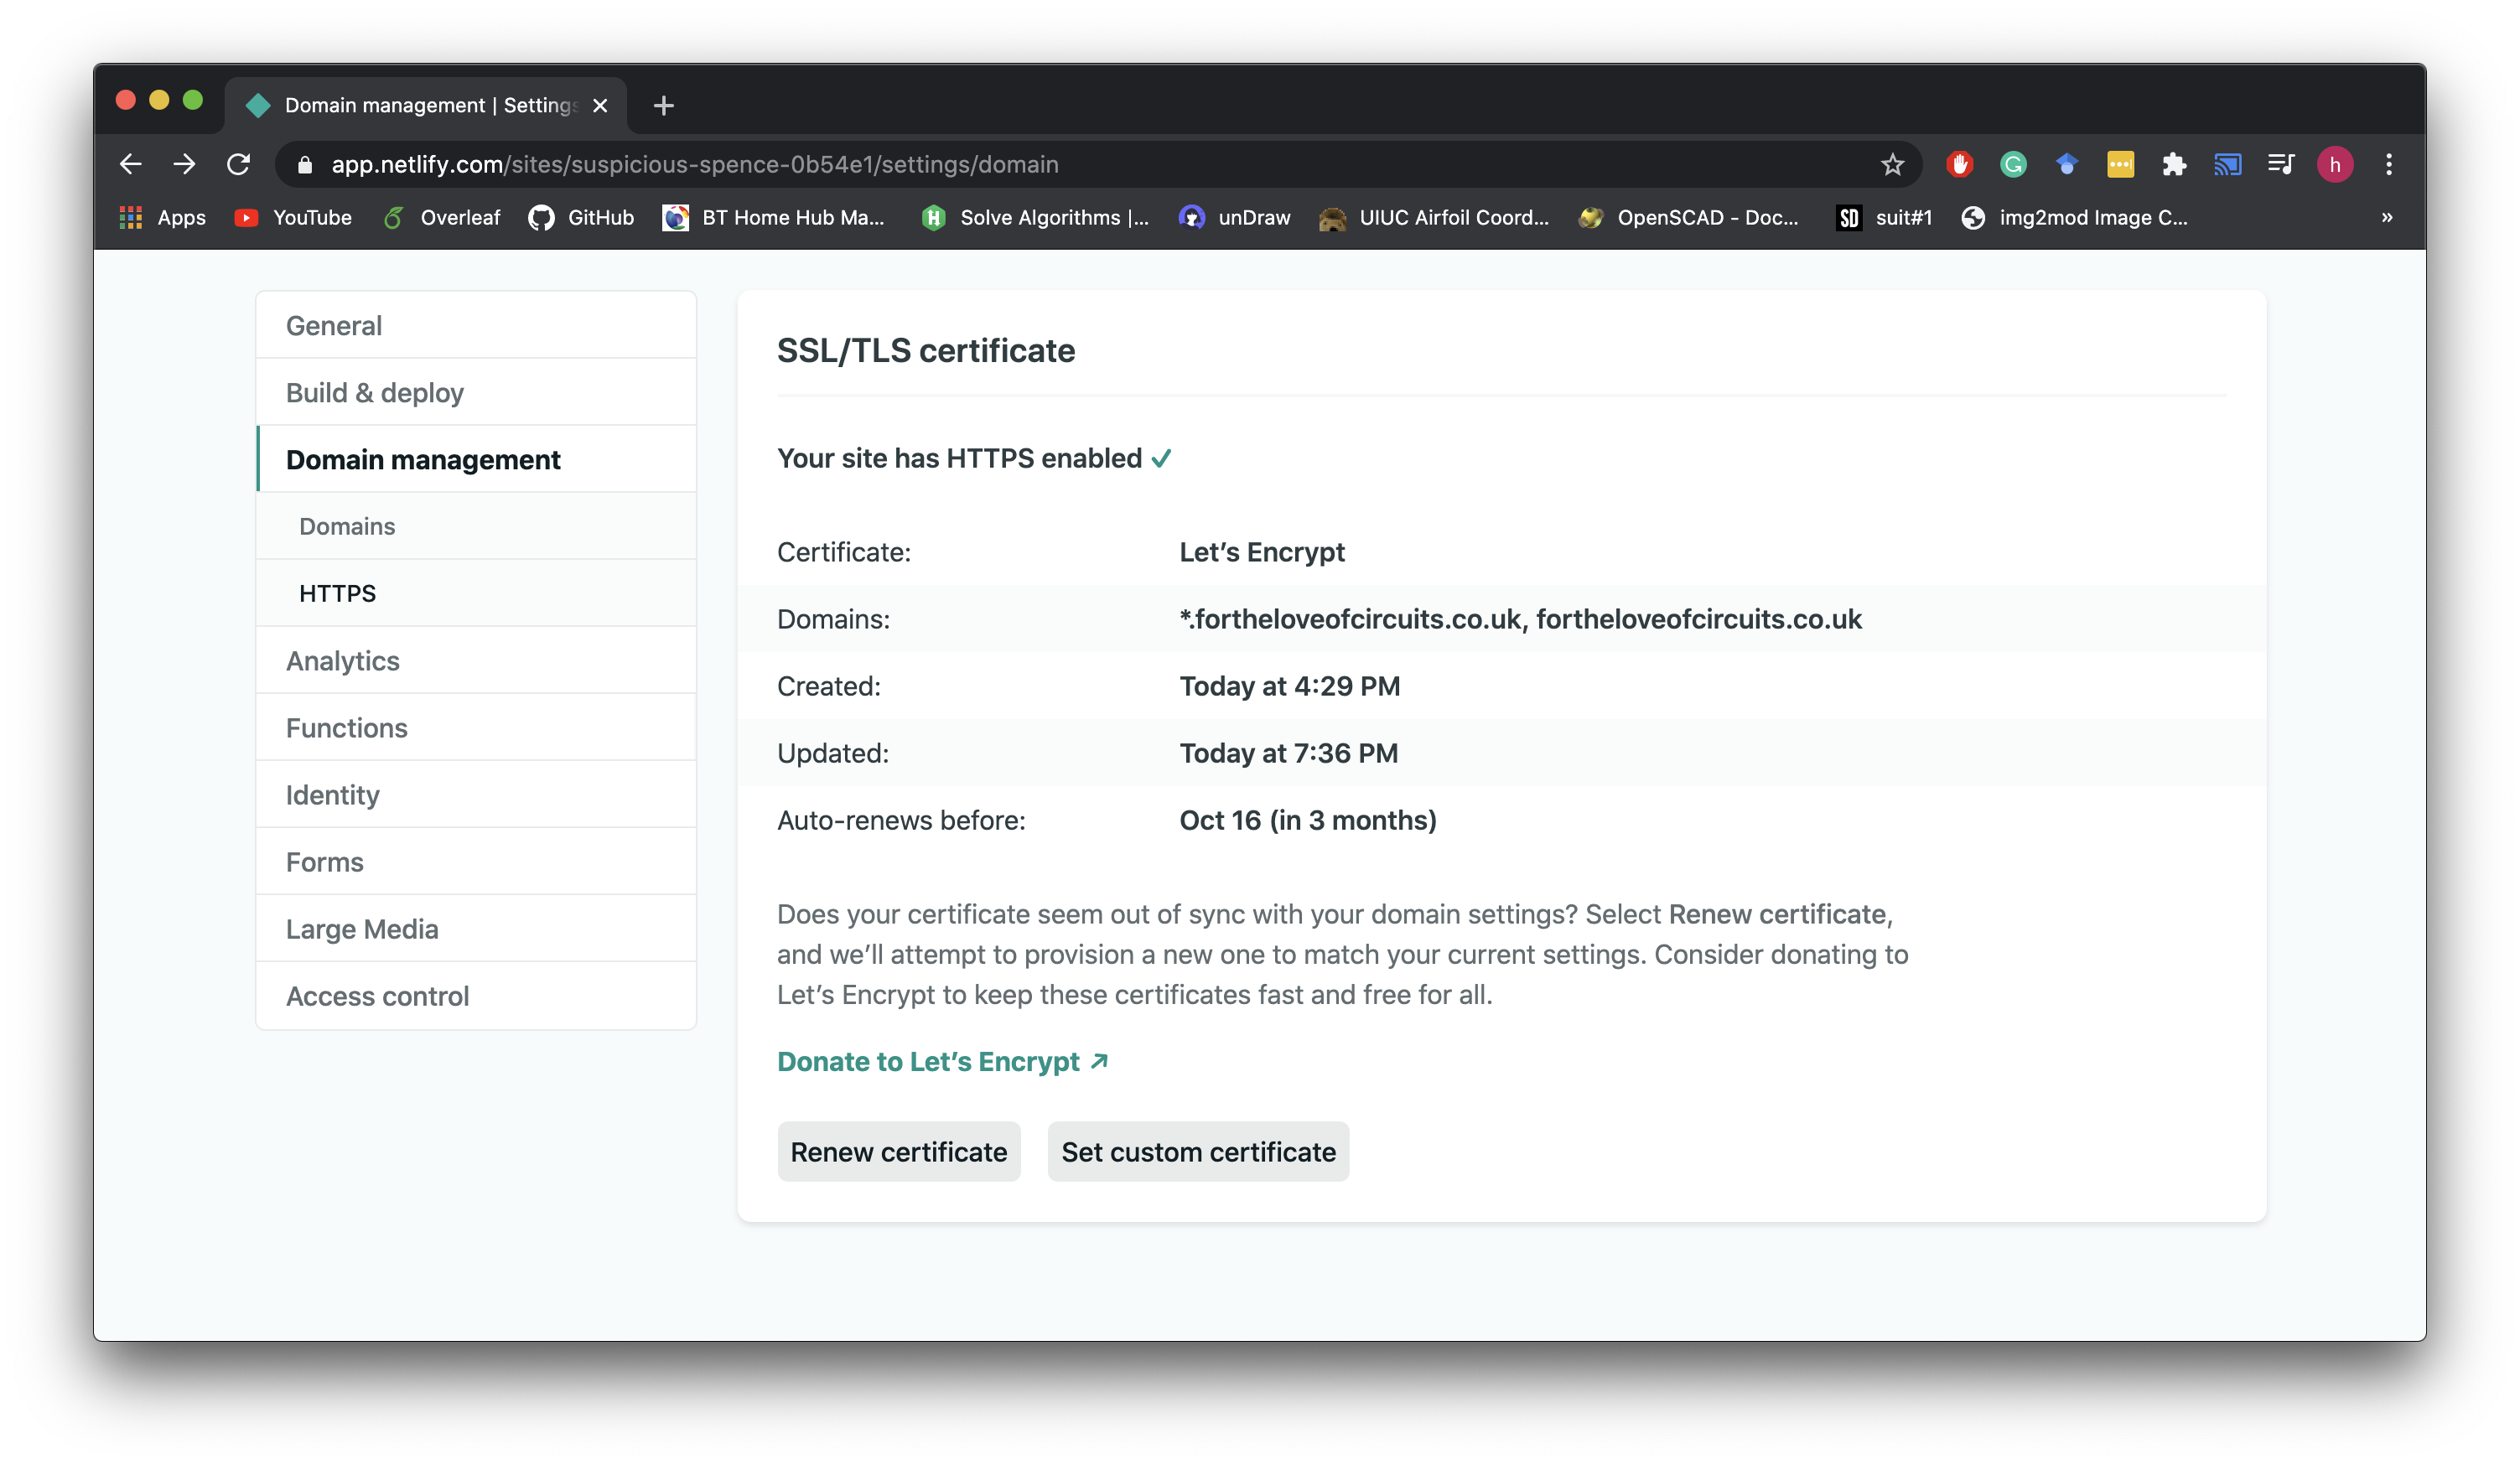 Domain management | Settings
app.netlify.com/sites/suspicious-spence-0b54e1/settings/domain
h
Apps YouTube Overleaf GitHub BT Home Hub Ma... Solve Algorithms |... unDraw UIUC Airfoil Coord... OpenSCAD - Doc... SD suit#1 img2mod Image C... »
General
Build & deploy
Domain management
Domains
HTTPS
Analytics
Functions
Identity
Forms
Large Media
Access control
SSL/TLS certificate
Your site has HTTPS enabled ✓
Certificate: Let’s Encrypt
Domains: *.fortheloveofcircuits.co.uk, fortheloveofcircuits.co.uk
Created: Today at 4:29 PM
Updated: Today at 7:36 PM
Auto-renews before: Oct 16 (in 3 months)
Does your certificate seem out of sync with your domain settings? Select Renew certificate,
and we’ll attempt to provision a new one to match your current settings. Consider donating to
Let’s Encrypt to keep these certificates fast and free for all.
Donate to Let’s Encrypt ↗
Renew certificate Set custom certificate